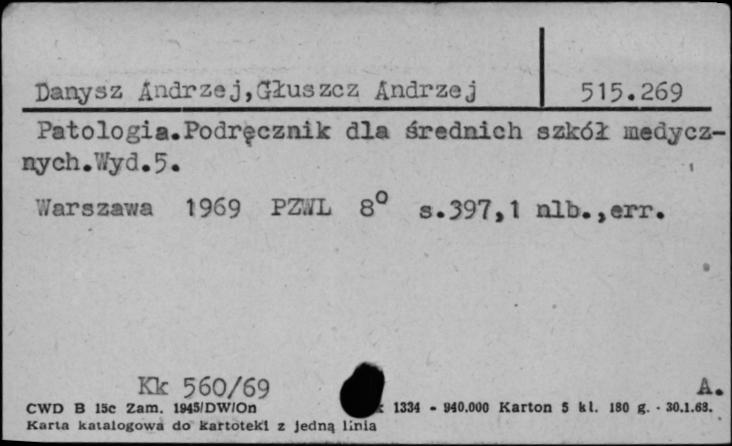 Danysz Andrzej,Głuszcz Andrzej 515.269
Patologia.Podręcznik dla średnich szkół medycz-
nych.Wyd.5.
Warszawa 1969 PZWL 8° s.397,1 nlb.,err.
Kk 560/69 A.
CWD B 15c Zam. 1945/DW/On 1334 - 940.000 Karton 5 kl. 180 g. - 30.1.68.
Karta katalogowa do kartoteki z jedną linia